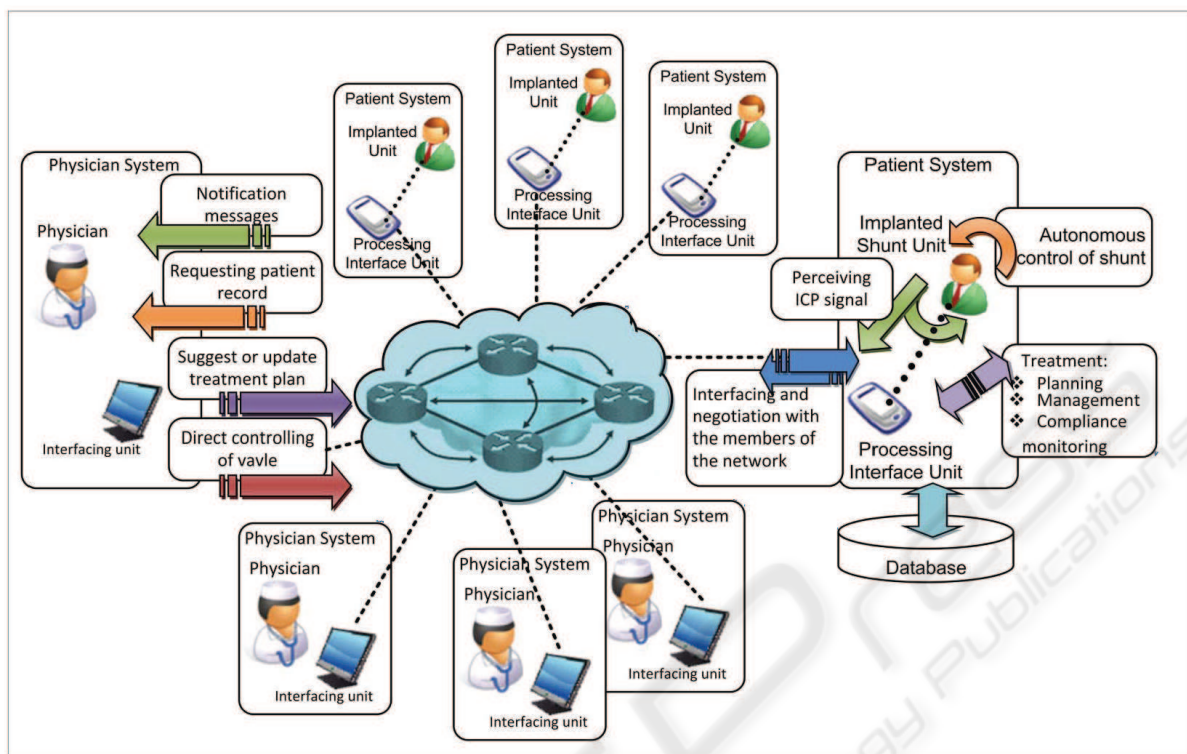 Patient System
Implanted
Unit
Processing
Interface Unit
Patient System
Implanted
Unit
Processing
Interface Unit
Patient System
Implanted
Unit
Processing
Interface Unit
Physician System
Physician
Notification
messages
Requesting patient
record
Suggest or update
treatment plan
Direct controlling
of vavle
Interfacing unit
Patient System
Implanted
Shunt Unit
Autonomous
control of shunt
Perceiving
ICP signal
Interfacing and
negotiation with
the members of
the network
Treatment:
❖ Planning
❖ Management
❖ Compliance
monitoring
Processing
Interface Unit
Database
Physician System
Physician
Interfacing unit
Physician System
Physician
Interfacing unit
Physician System
Physician
Interfacing unit
Press
gy Publications